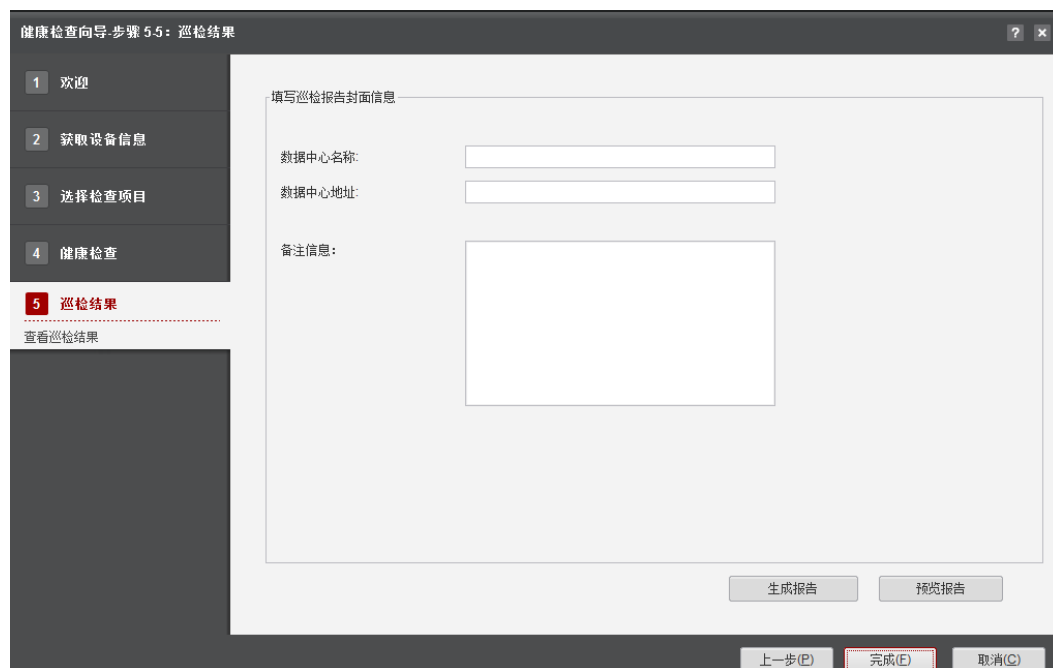 健康检查向导-步骤 5-5：巡检结果
? ×
1 欢迎
2 获取设备信息
3 选择检查项目
4 健康检查
5 巡检结果
查看巡检结果
填写巡检报告封面信息
数据中心名称:
数据中心地址:
备注信息：
生成报告 预览报告
上一步(P) 完成(F) 取消(C)